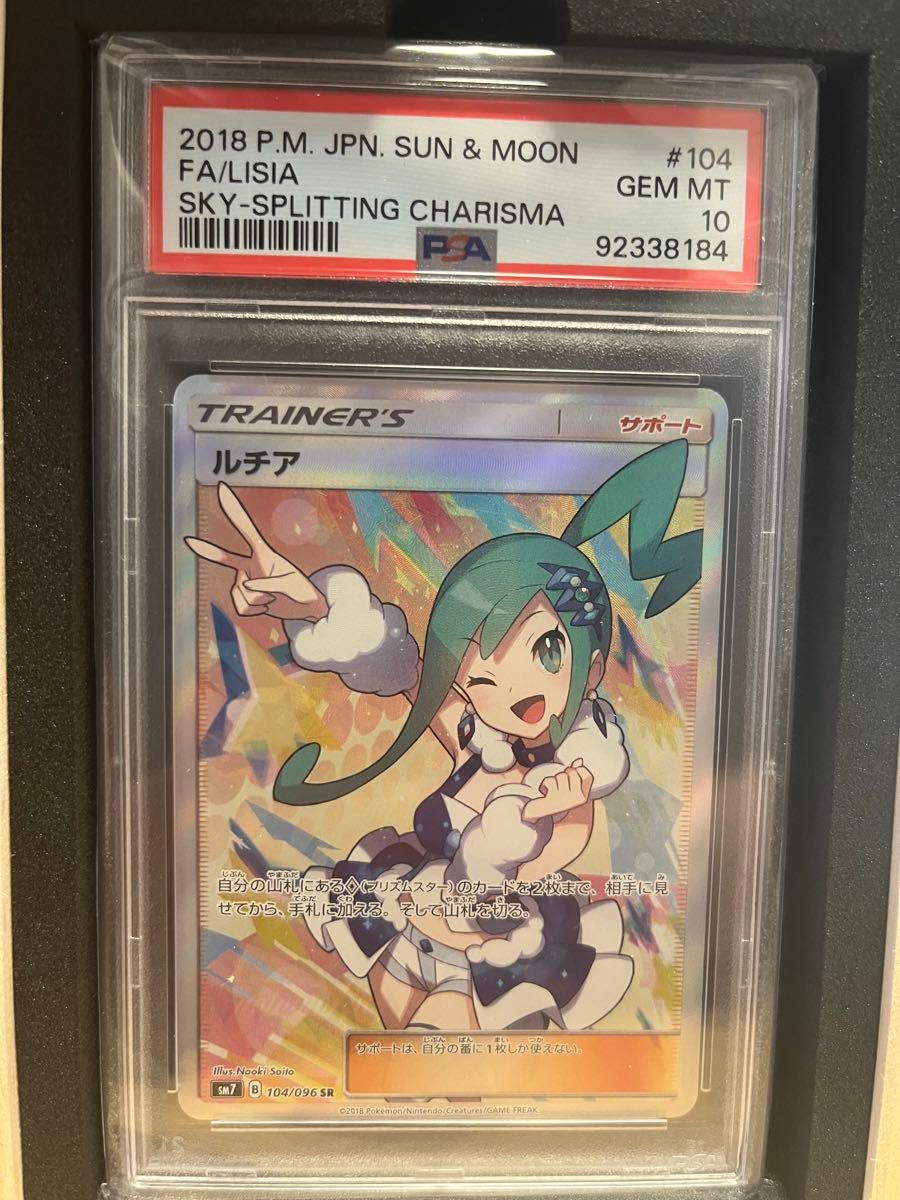 2018 P.M. JPN. SUN & MOON #104
FA/LISIA GEM MT
SKY-SPLITTING CHARISMA 10
PSA 92338184
TRAINER'S サポート
ルチア
自分の山札にある◇(プリズムスター)のカードを2枚まで、相手に見
せてから、手札に加える。そして山札を切る。
サポートは、自分の番に1枚しか使えない。
Illus. Naoki Saito
SM7 B 104/096 SR
©2018 Pokémon/Nintendo/Creatures/GAME FREAK